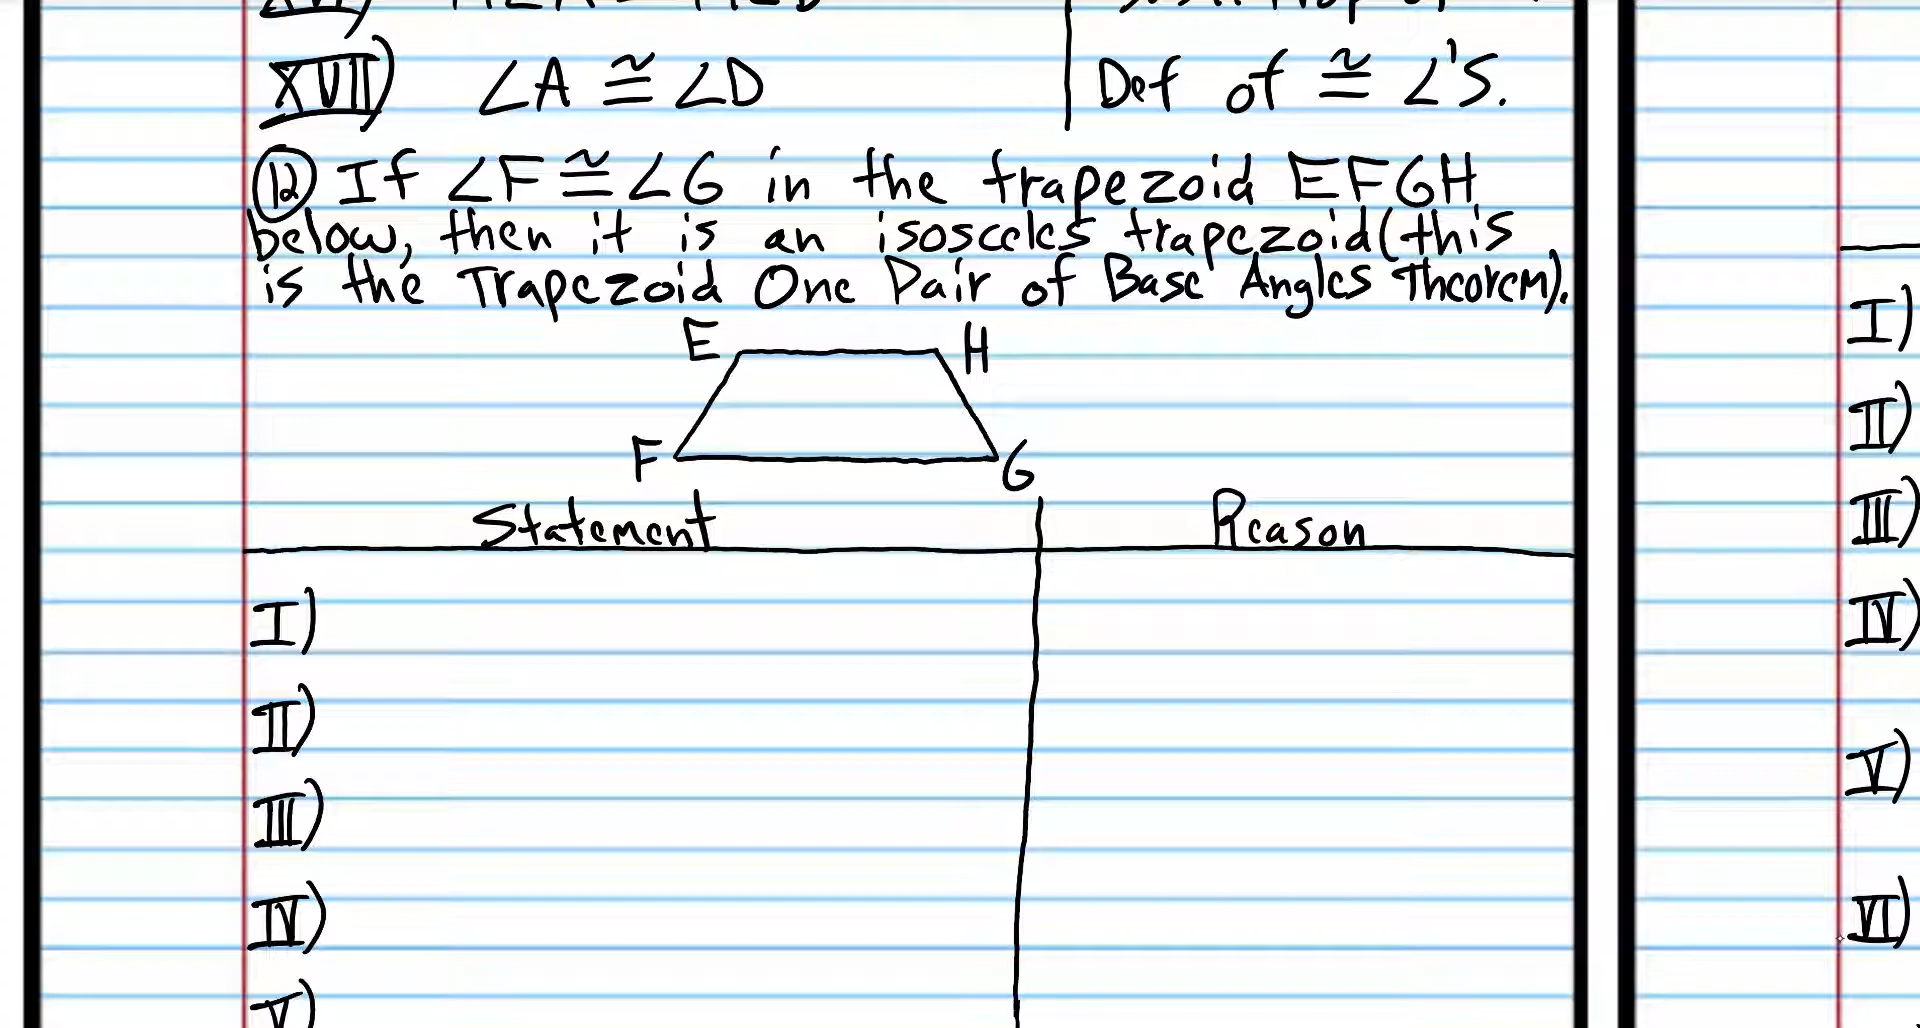 XVII) ∠A ≅ ∠D Def of ≅ ∠'S.
12 If ∠F ≅ ∠G in the trapezoid EFGH
below, then it is an isosceles trapezoid (this
is the Trapezoid One Pair of Base Angles Theorem).
E H
F G
Statement Reason
I)
II)
III)
IV)
V)
I)
II)
III)
IV)
V)
VI)